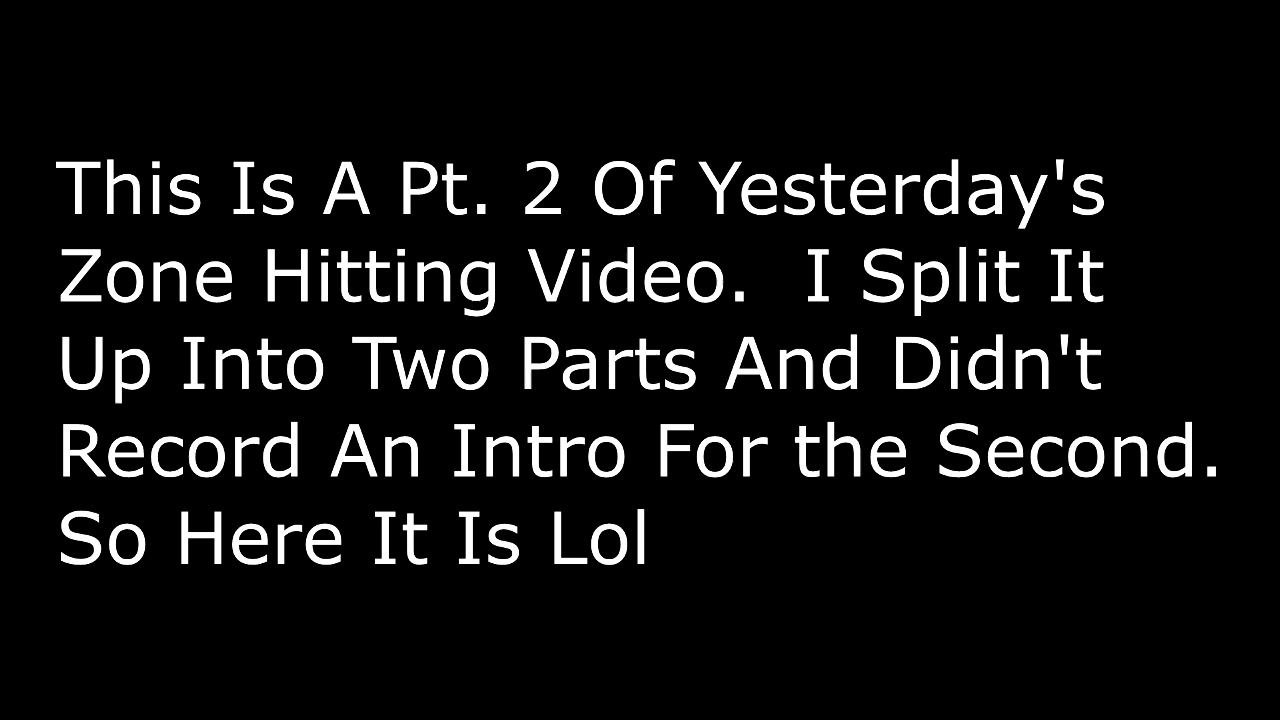 This Is A Pt. 2 Of Yesterday's
Zone Hitting Video.  I Split It
Up Into Two Parts And Didn't
Record An Intro For the Second.
So Here It Is Lol